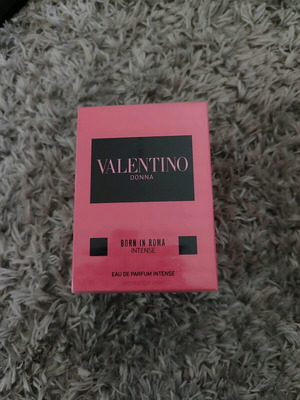 VALENTINO
DONNA
BORN IN ROMA
INTENSE
EAU DE PARFUM INTENSE